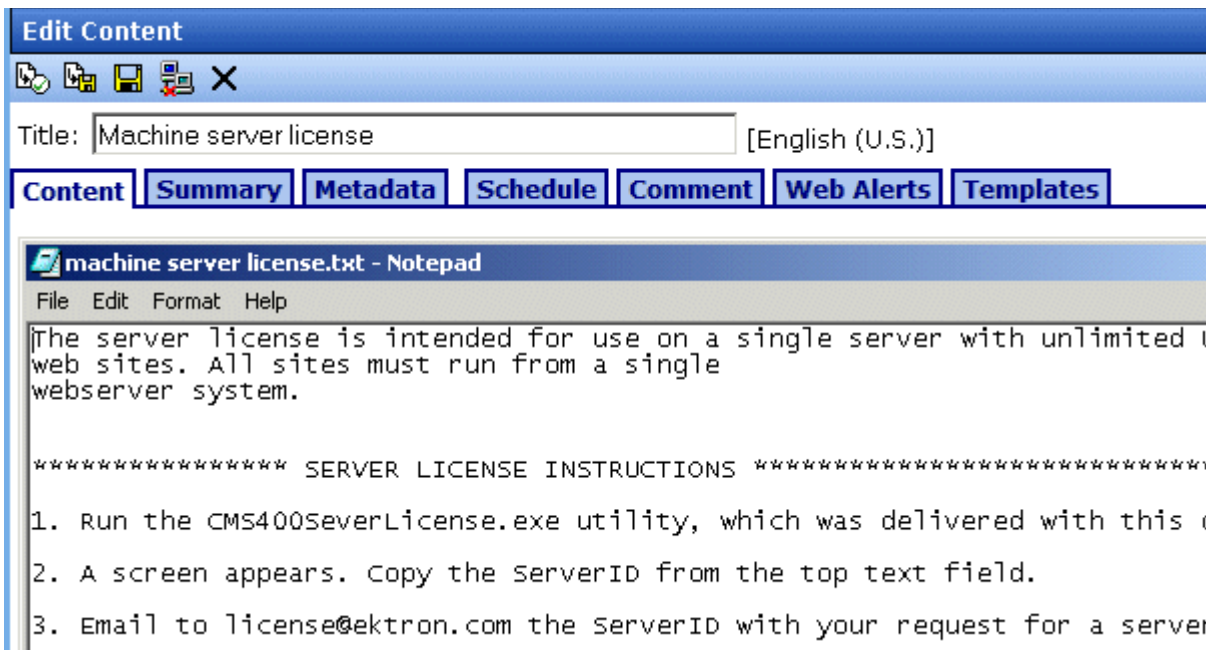 Edit Content
Title: Machine server license [English (U.S.)]
Content Summary Metadata Schedule Comment Web Alerts Templates
machine server license.txt - Notepad
File Edit Format Help
The server license is intended for use on a single server with unlimited
web sites. All sites must run from a single
webserver system.
**************** SERVER LICENSE INSTRUCTIONS ****************************
1. Run the CMS400SeverLicense.exe utility, which was delivered with this
2. A screen appears. Copy the ServerID from the top text field.
3. Email to license@ektron.com the ServerID with your request for a server